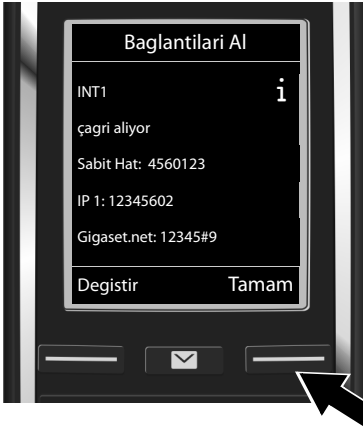 Baglantilari Al
INT1 i
çagri aliyor
Sabit Hat: 4560123
IP 1: 12345602
Gigaset.net: 12345#9
Degistir Tamam